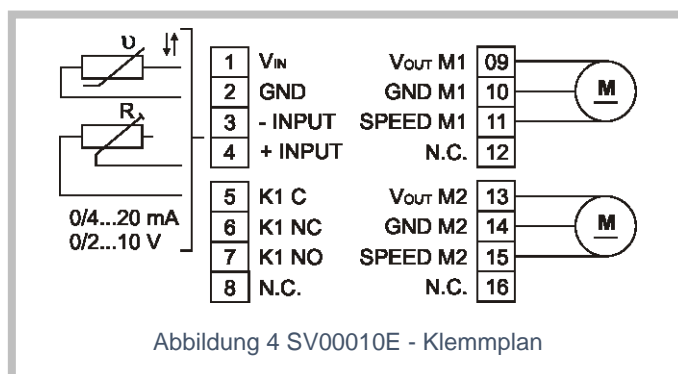 υ
R
0/4...20 mA
0/2...10 V
1 VIN
2 GND
3 - INPUT
4 + INPUT
5 K1 C
6 K1 NC
7 K1 NO
8 N.C.
VOUT M1 09
GND M1 10
SPEED M1 11
N.C. 12
VOUT M2 13
GND M2 14
SPEED M2 15
N.C. 16
M
M
Abbildung 4 SV00010E - Klemmplan